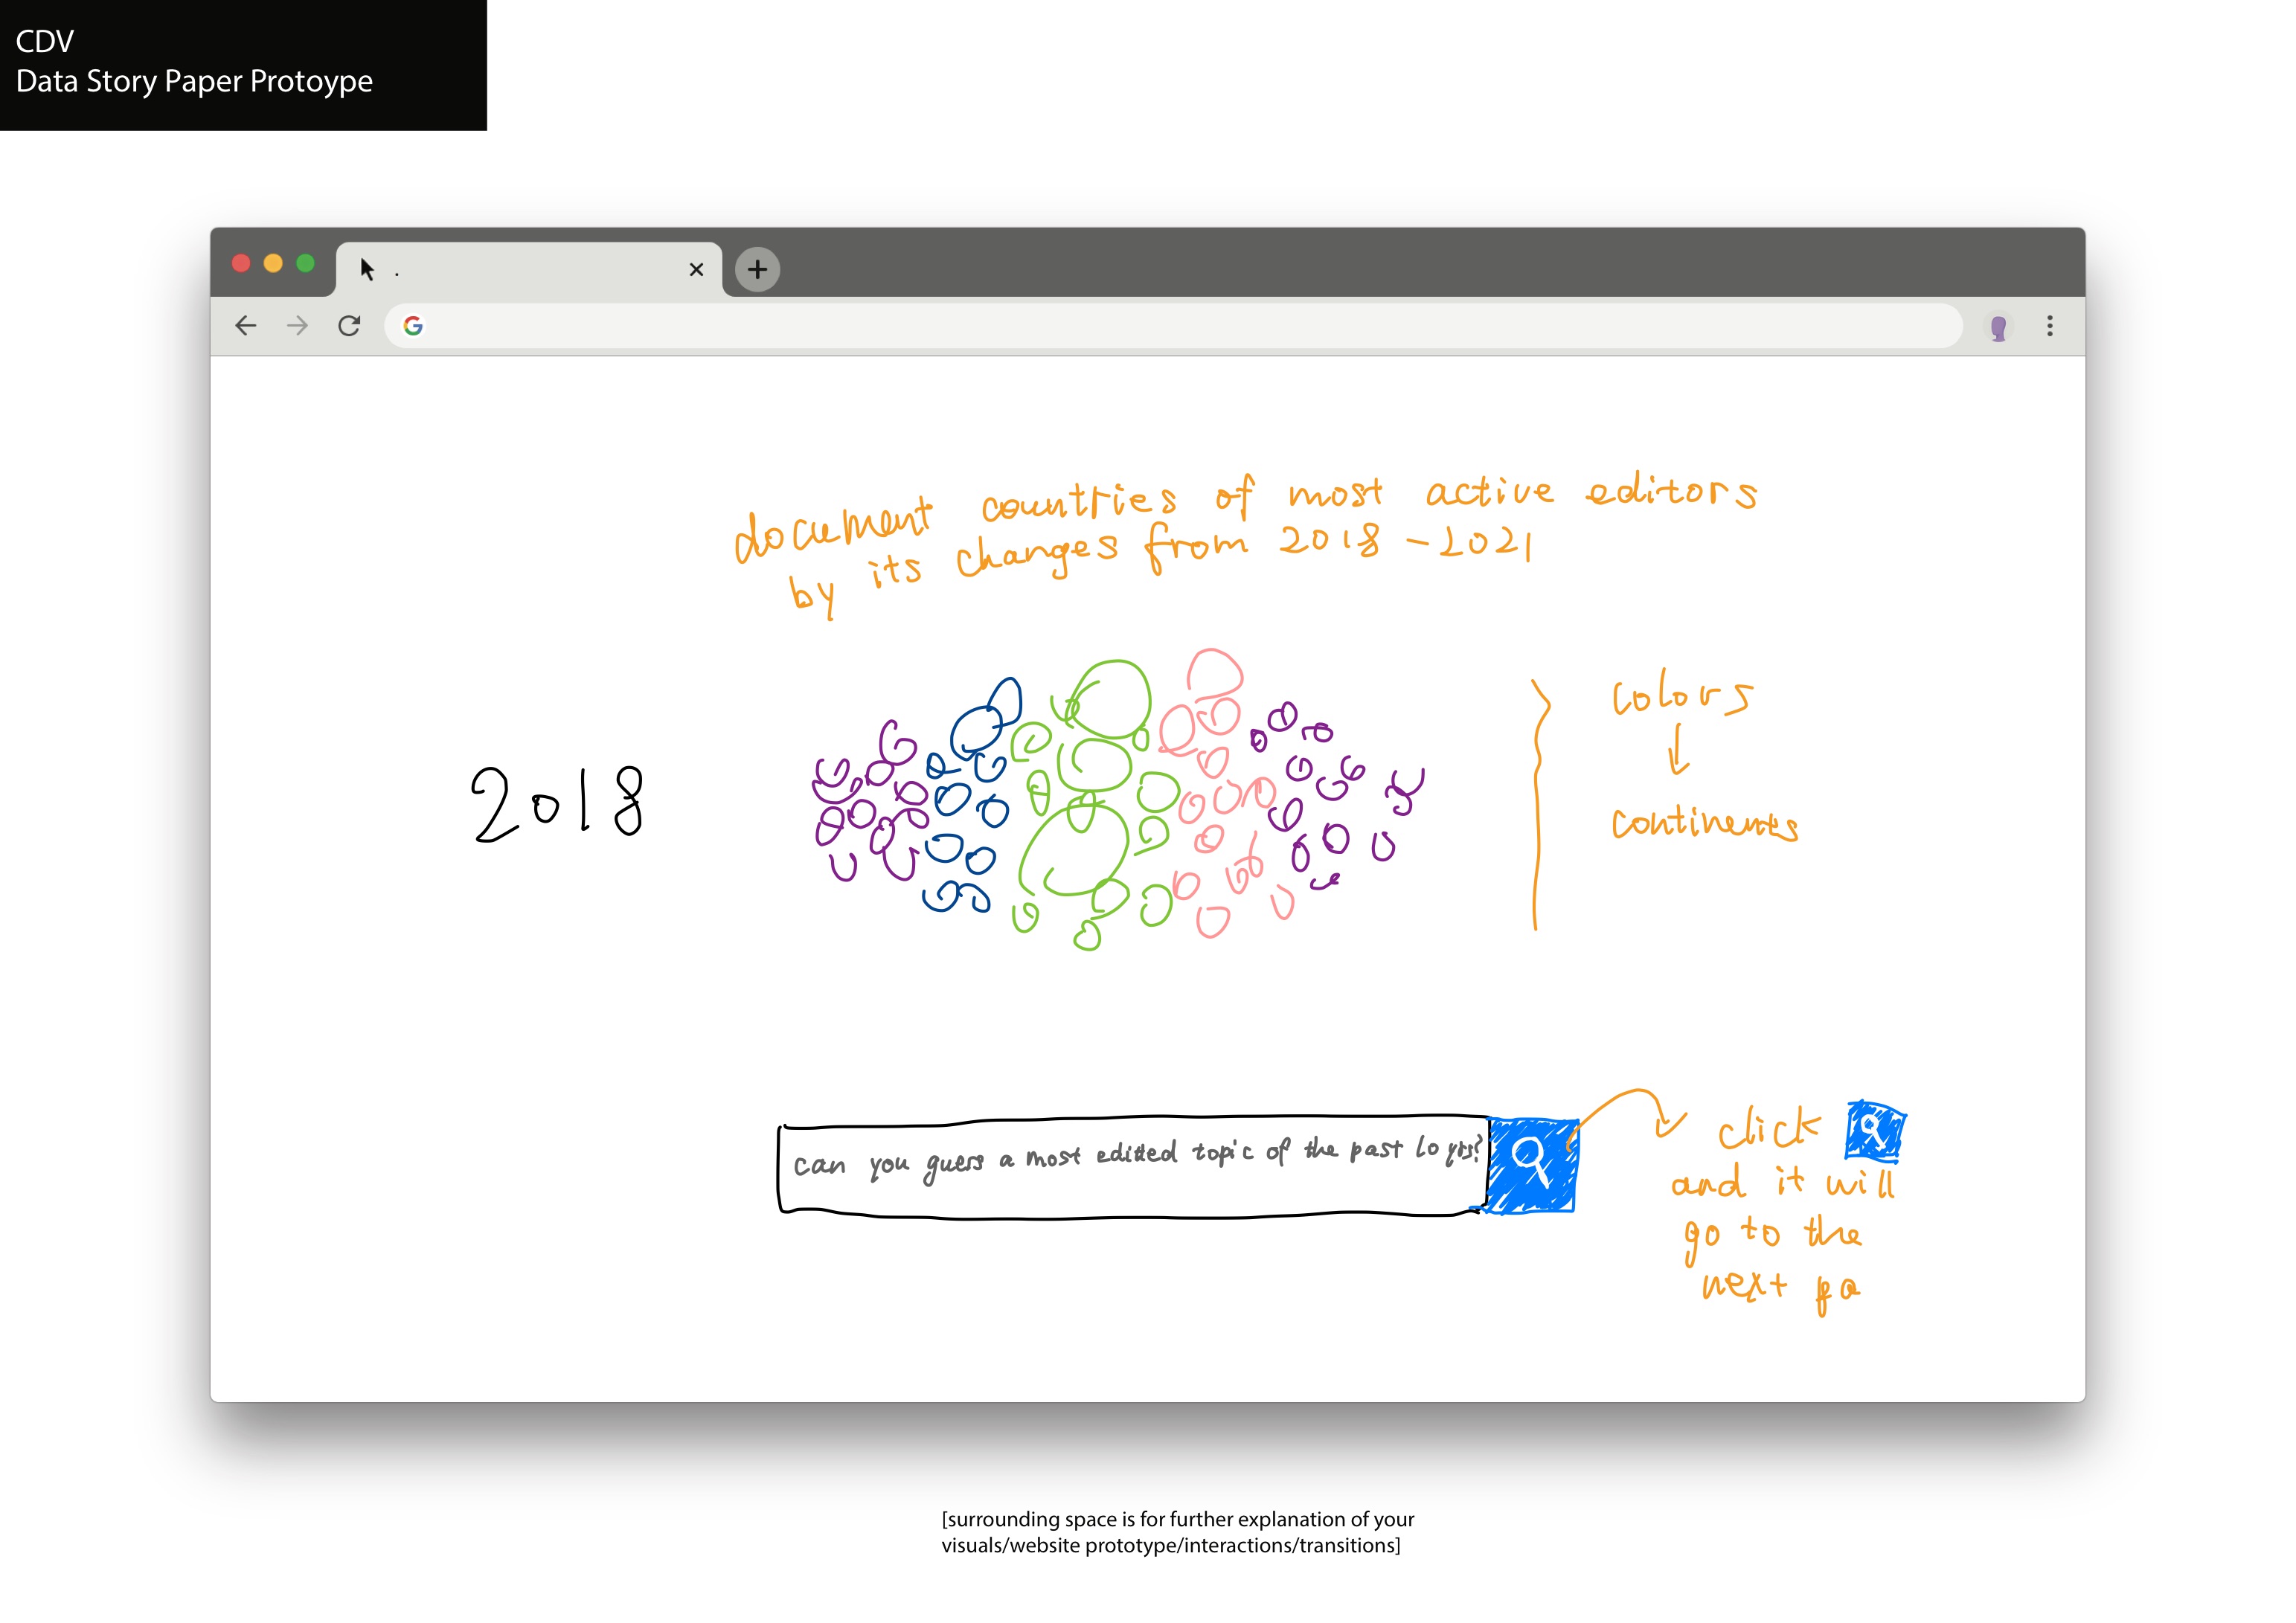 CDV
Data Story Paper Protoype
.
document countries of most active editors
by its changes from 2018 - 2021
2018
colors
continents
can you guess a most edited topic of the past yrs?
click
and it will
go to the
next pa
[surrounding space is for further explanation of your
visuals/website prototype/interactions/transitions]